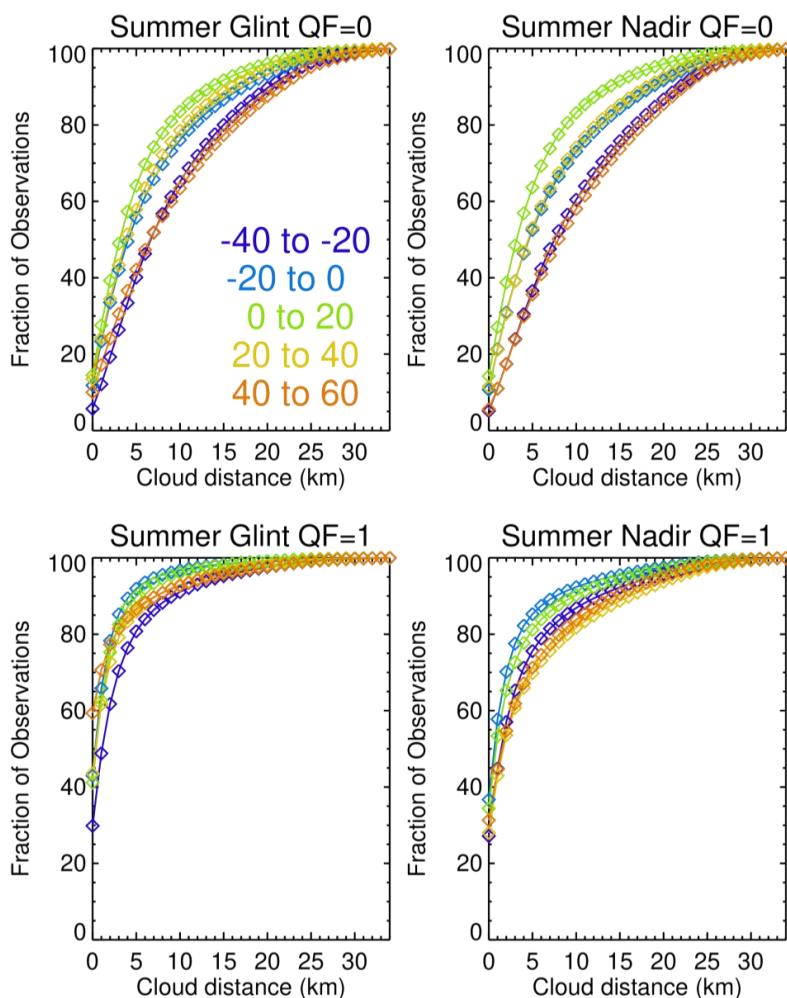 Summer Glint QF=0
Fraction of Observations
100
80
60
40
20
0
-40 to -20
-20 to 0
0 to 20
20 to 40
40 to 60
0 5 10 15 20 25 30
Cloud distance (km)
Summer Nadir QF=0
Fraction of Observations
100
80
60
40
20
0
0 5 10 15 20 25 30
Cloud distance (km)
Summer Glint QF=1
Fraction of Observations
100
80
60
40
20
0
0 5 10 15 20 25 30
Cloud distance (km)
Summer Nadir QF=1
Fraction of Observations
100
80
60
40
20
0
0 5 10 15 20 25 30
Cloud distance (km)